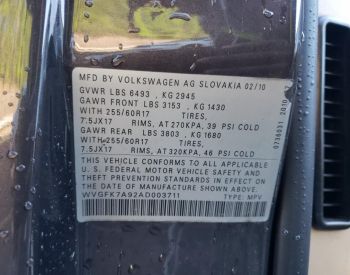 MFD BY VOLKSWAGEN AG SLOVAKIA 02/10
GVWR LBS 6493 , KG 2945
GAWR FRONT LBS 3153 , KG 1430
WITH 255/60R17 TIRES,
7.5JX17 RIMS, AT 270KPA, 39 PSI COLD
GAWR REAR LBS 3803 , KG 1680
WITH 255/60R17 TIRES,
7.5JX17 RIMS, AT 320KPA, 46 PSI COLD
THIS VEHICLE CONFORMS TO ALL APPLICABLE
U.S. FEDERAL MOTOR VEHICLE SAFETY AND
THEFT PREVENTION STANDARDS IN EFFECT ON THE
DATE OF MANUFACTURE SHOWN ABOVE.
WVGFK7A92AD003711 TYPE: MPV
2010